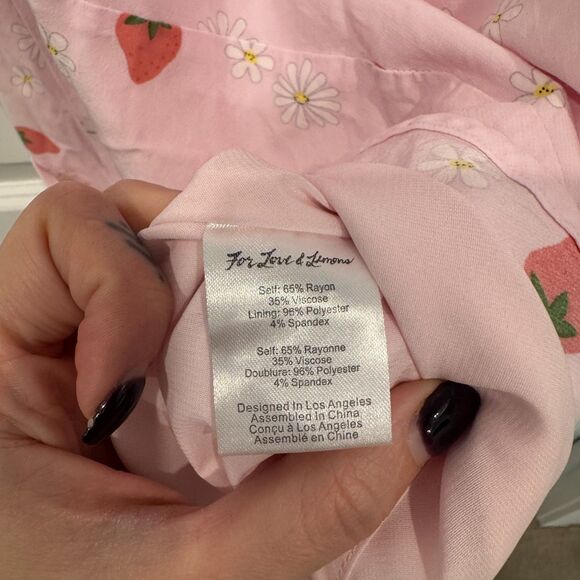 For Love & Lemons
Self: 65% Rayon
35% Viscose
Lining: 96% Polyester
4% Spandex
Self: 65% Rayonne
35% Viscose
Doublure: 96% Polyester
4% Spandex
Designed in Los Angeles
Assembled in China
Conçu à Los Angeles
Assemblé en Chine